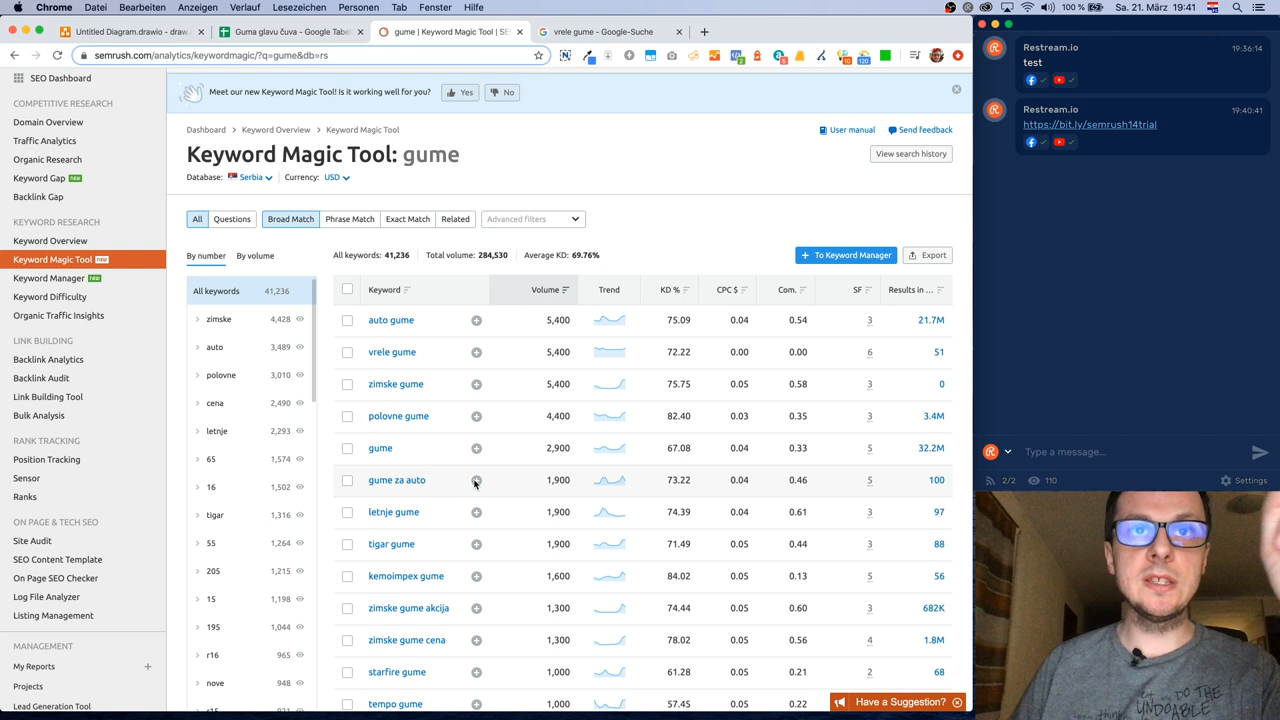 Chrome Datei Bearbeiten Anzeigen Verlauf Lesezeichen Personen Tab Fenster Hilfe 100 % Sa. 21. März 19:41
Untitled Diagram.drawio - draw.i
Guma glavu čuva - Google Tabel
gume | Keyword Magic Tool | SE
vrele gume - Google-Suche
semrush.com/analytics/keywordmagic/?q=gume&db=rs
SEO Dashboard
COMPETITIVE RESEARCH
Domain Overview
Traffic Analytics
Organic Research
Keyword Gap new
Backlink Gap
KEYWORD RESEARCH
Keyword Overview
Keyword Magic Tool new
Keyword Manager new
Keyword Difficulty
Organic Traffic Insights
LINK BUILDING
Backlink Analytics
Backlink Audit
Link Building Tool
Bulk Analysis
RANK TRACKING
Position Tracking
Sensor
Ranks
ON PAGE & TECH SEO
Site Audit
SEO Content Template
On Page SEO Checker
Log File Analyzer
Listing Management
MANAGEMENT
My Reports +
Projects
Lead Generation Tool
Meet our new Keyword Magic Tool! Is it working well for you? Yes No
Dashboard > Keyword Overview > Keyword Magic Tool
User manual Send feedback
Keyword Magic Tool: gume
View search history
Database: Serbia Currency: USD
All Questions Broad Match Phrase Match Exact Match Related Advanced filters
By number By volume
All keywords: 41,236 Total volume: 284,530 Average KD: 69.76%
+ To Keyword Manager Export
All keywords 41,236
zimske 4,428
auto 3,489
polovne 3,010
cena 2,490
letnje 2,293
65 1,574
16 1,502
tigar 1,316
55 1,264
205 1,215
15 1,198
195 1,044
r16 965
nove 948
Keyword Volume Trend KD % CPC $ Com. SF Results in ...
auto gume 5,400 75.09 0.04 0.54 3 21.7M
vrele gume 5,400 72.22 0.00 0.00 6 51
zimske gume 5,400 75.75 0.05 0.58 3 0
polovne gume 4,400 82.40 0.03 0.35 3 3.4M
gume 2,900 67.08 0.04 0.33 5 32.2M
gume za auto 1,900 73.22 0.04 0.46 5 100
letnje gume 1,900 74.39 0.04 0.61 3 97
tigar gume 1,900 71.49 0.05 0.44 3 88
kemoimpex gume 1,600 84.02 0.05 0.13 5 56
zimske gume akcija 1,300 74.44 0.05 0.60 3 682K
zimske gume cena 1,300 78.02 0.05 0.56 4 1.8M
starfire gume 1,000 61.28 0.05 0.21 2 68
tempo gume 1,000 57.45 0.04 0.22
Have a Suggestion?
Restream.io 19:36:14
test
Restream.io 19:40:41
https://bit.ly/semrush14trial
Type a message...
2/2 110 Settings
DO THE
UNDOABLE